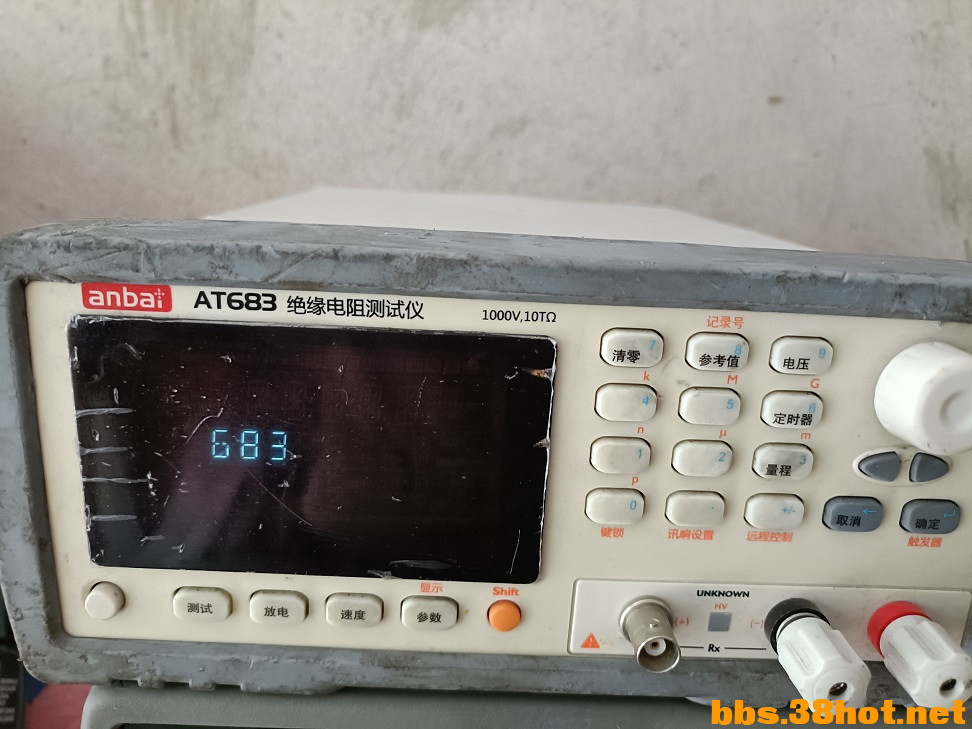 anbai AT683 绝缘电阻测试仪 1000V,10TΩ
记录号
清零 7 参考值 8 电压 9
k M G
4 5 定时器 6
n μ m
1 2 量程 3
p
0 . +/- 取消 ← 确定
键锁 讯响设置 远程控制 触发器
683
显示 Shift
测试 放电 速度 参数
UNKNOWN
HV
(+) (-)
Rx
bbs.38hot.net